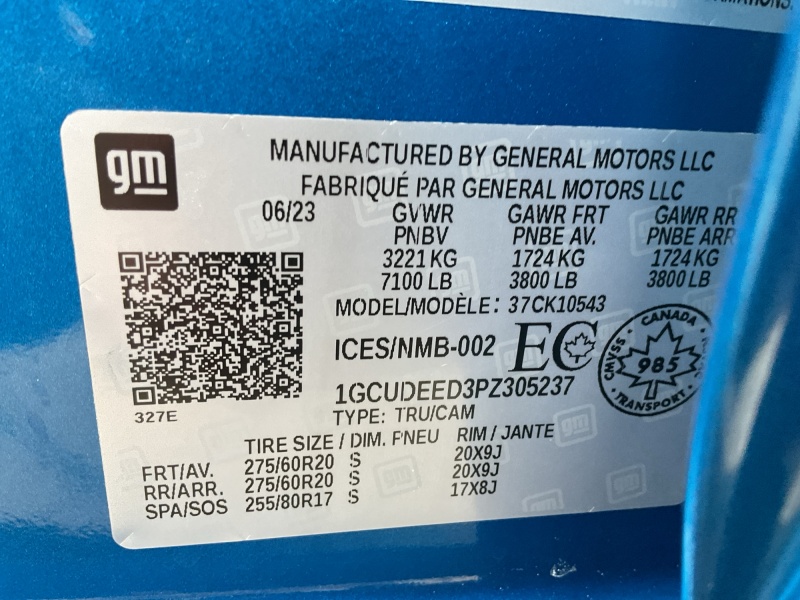 gm
MANUFACTURED BY GENERAL MOTORS LLC
FABRIQUÉ PAR GENERAL MOTORS LLC
06/23 GVWR GAWR FRT GAWR RR
PNBV PNBE AV. PNBE ARR
3221 KG 1724 KG 1724 KG
7100 LB 3800 LB 3800 LB
MODEL/MODÈLE: 37CK10543
ICES/NMB-002 EC
CANADA
CMVSS 985
TRANSPORT
1GCUDEED3PZ305237
327E
TYPE: TRU/CAM
TIRE SIZE / DIM. PNEU RIM / JANTE
FRT/AV. 275/60R20 S 20X9J
RR/ARR. 275/60R20 S 20X9J
SPA/SOS 255/80R17 S 17X8J